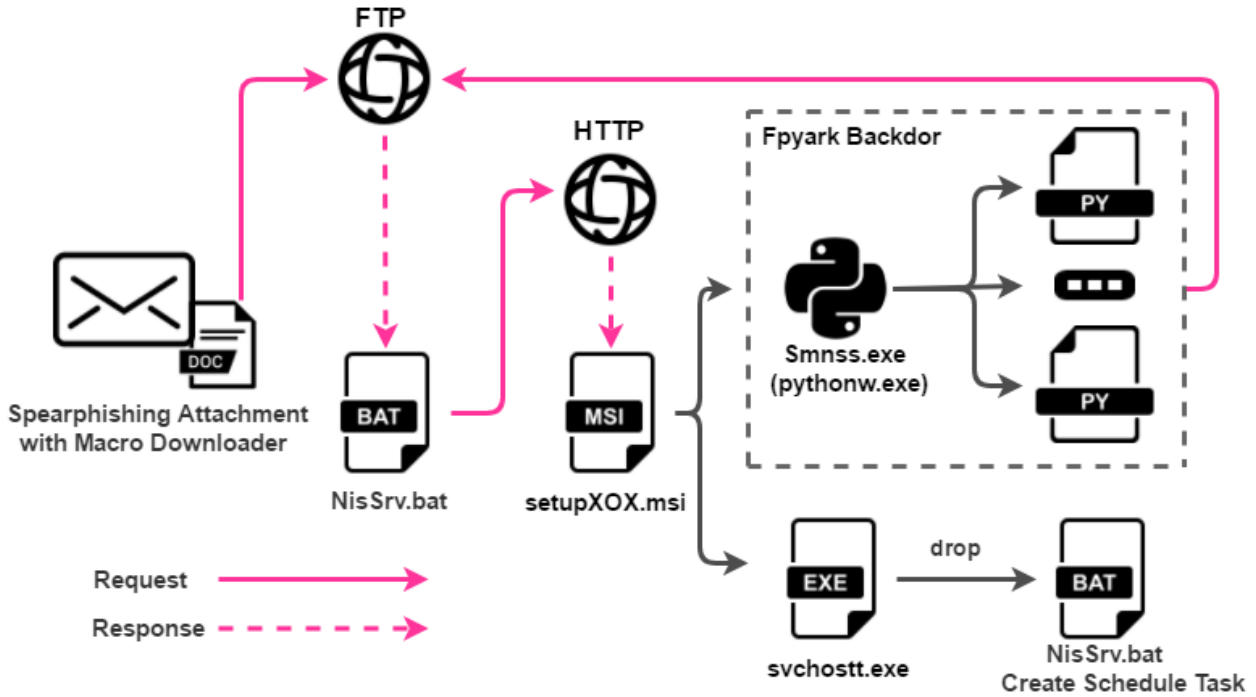 FTP
HTTP
Fpyark Backdor
PY
DOC
Smnss.exe
(pythonw.exe)
Spearphishing Attachment
with Macro Downloader
BAT
MSI
PY
NisSrv.bat
setupXOX.msi
drop
Request
EXE
BAT
Response
svchostt.exe
NisSrv.bat
Create Schedule Task